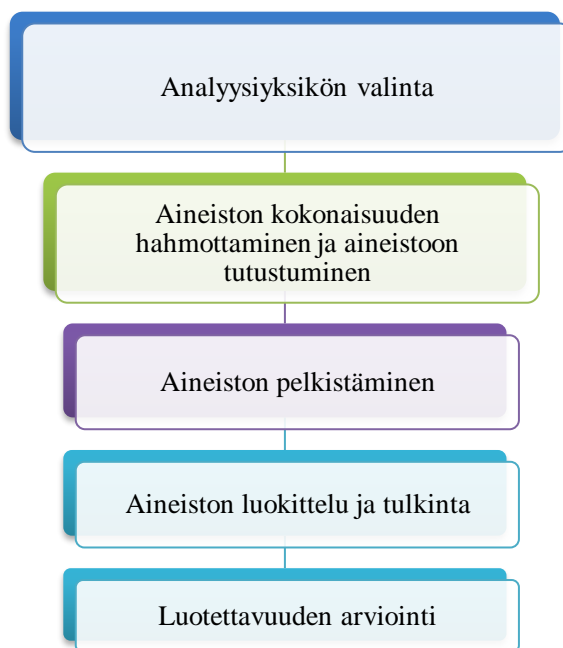 Analyysiyksikön valinta
Aineiston kokonaisuuden
hahmottaminen ja aineistoon
tutustuminen
Aineiston pelkistäminen
Aineiston luokittelu ja tulkinta
Luotettavuuden arviointi